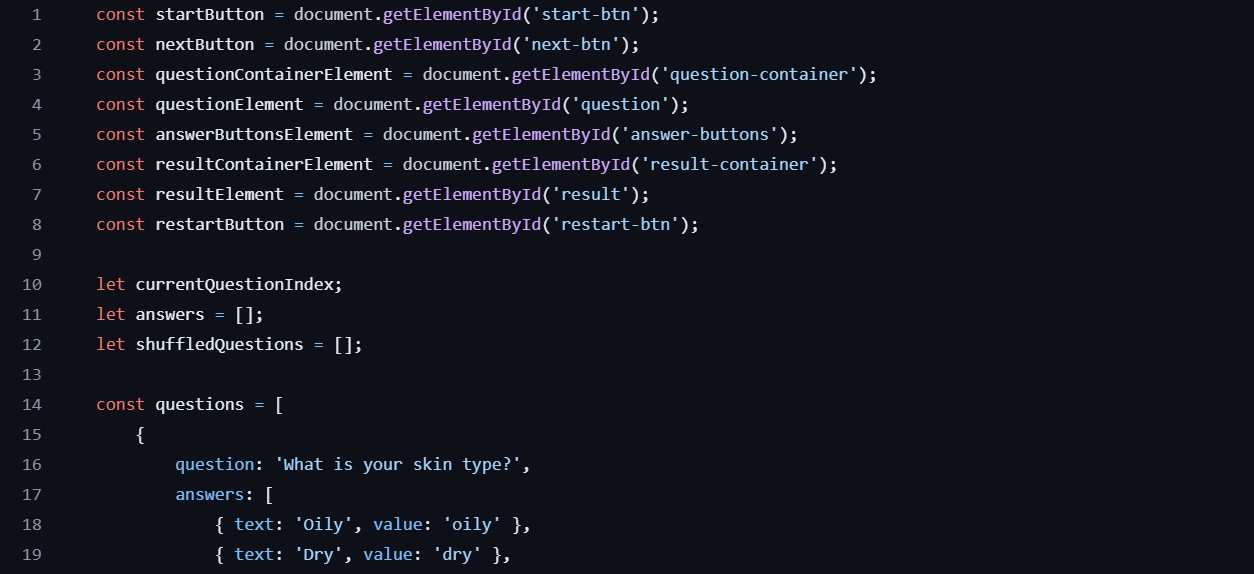 1 const startButton = document.getElementById('start-btn');
2 const nextButton = document.getElementById('next-btn');
3 const questionContainerElement = document.getElementById('question-container');
4 const questionElement = document.getElementById('question');
5 const answerButtonsElement = document.getElementById('answer-buttons');
6 const resultContainerElement = document.getElementById('result-container');
7 const resultElement = document.getElementById('result');
8 const restartButton = document.getElementById('restart-btn');
9
10 let currentQuestionIndex;
11 let answers = [];
12 let shuffledQuestions = [];
13
14 const questions = [
15     {
16         question: 'What is your skin type?',
17         answers: [
18             { text: 'Oily', value: 'oily' },
19             { text: 'Dry', value: 'dry' },